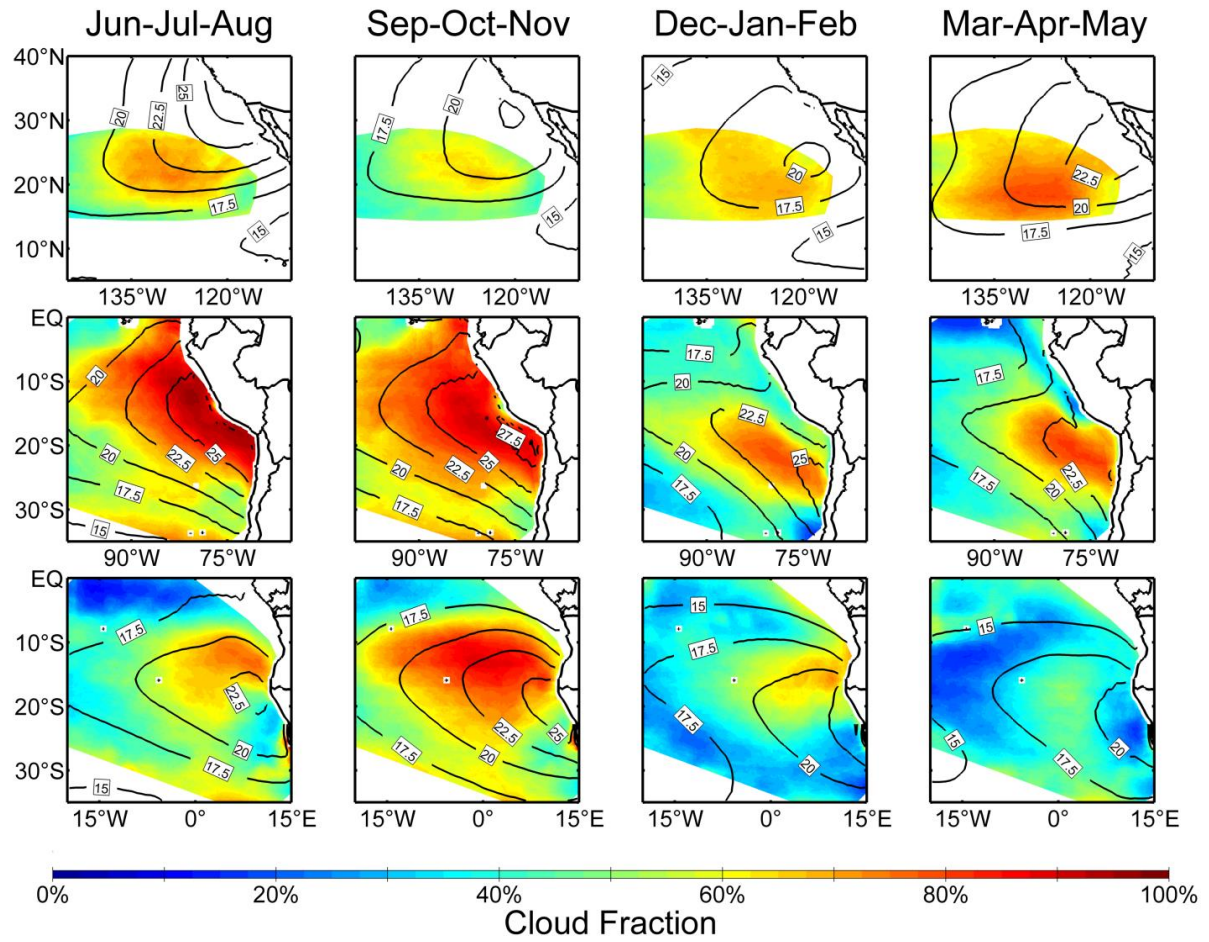 Jun-Jul-Aug Sep-Oct-Nov Dec-Jan-Feb Mar-Apr-May
40°N
15
25
20 22.5 20
30°N
17.5
22.5
20°N
20
17.5 17.5 20
17.5
15 15 15 15
10°N
135°W 120°W 135°W 120°W 135°W 120°W 135°W 120°W
EQ
17.5
17.5
20 20
10°S
22.5
27.5
20°S
20 22.5 25 20 22.5 25 20 25 22.5
20
17.5 17.5 17.5 17.5
30°S
15
90°W 75°W 90°W 75°W 90°W 75°W 90°W 75°W
EQ
17.5 17.5 15 15
10°S
17.5
22.5
20°S
17.5
22.5 25
20 20 15 20
17.5 17.5 20 17.5
30°S
15
15°W 0° 15°E 15°W 0° 15°E 15°W 0° 15°E 15°W 0° 15°E
0% 20% 40% 60% 80% 100%
Cloud Fraction